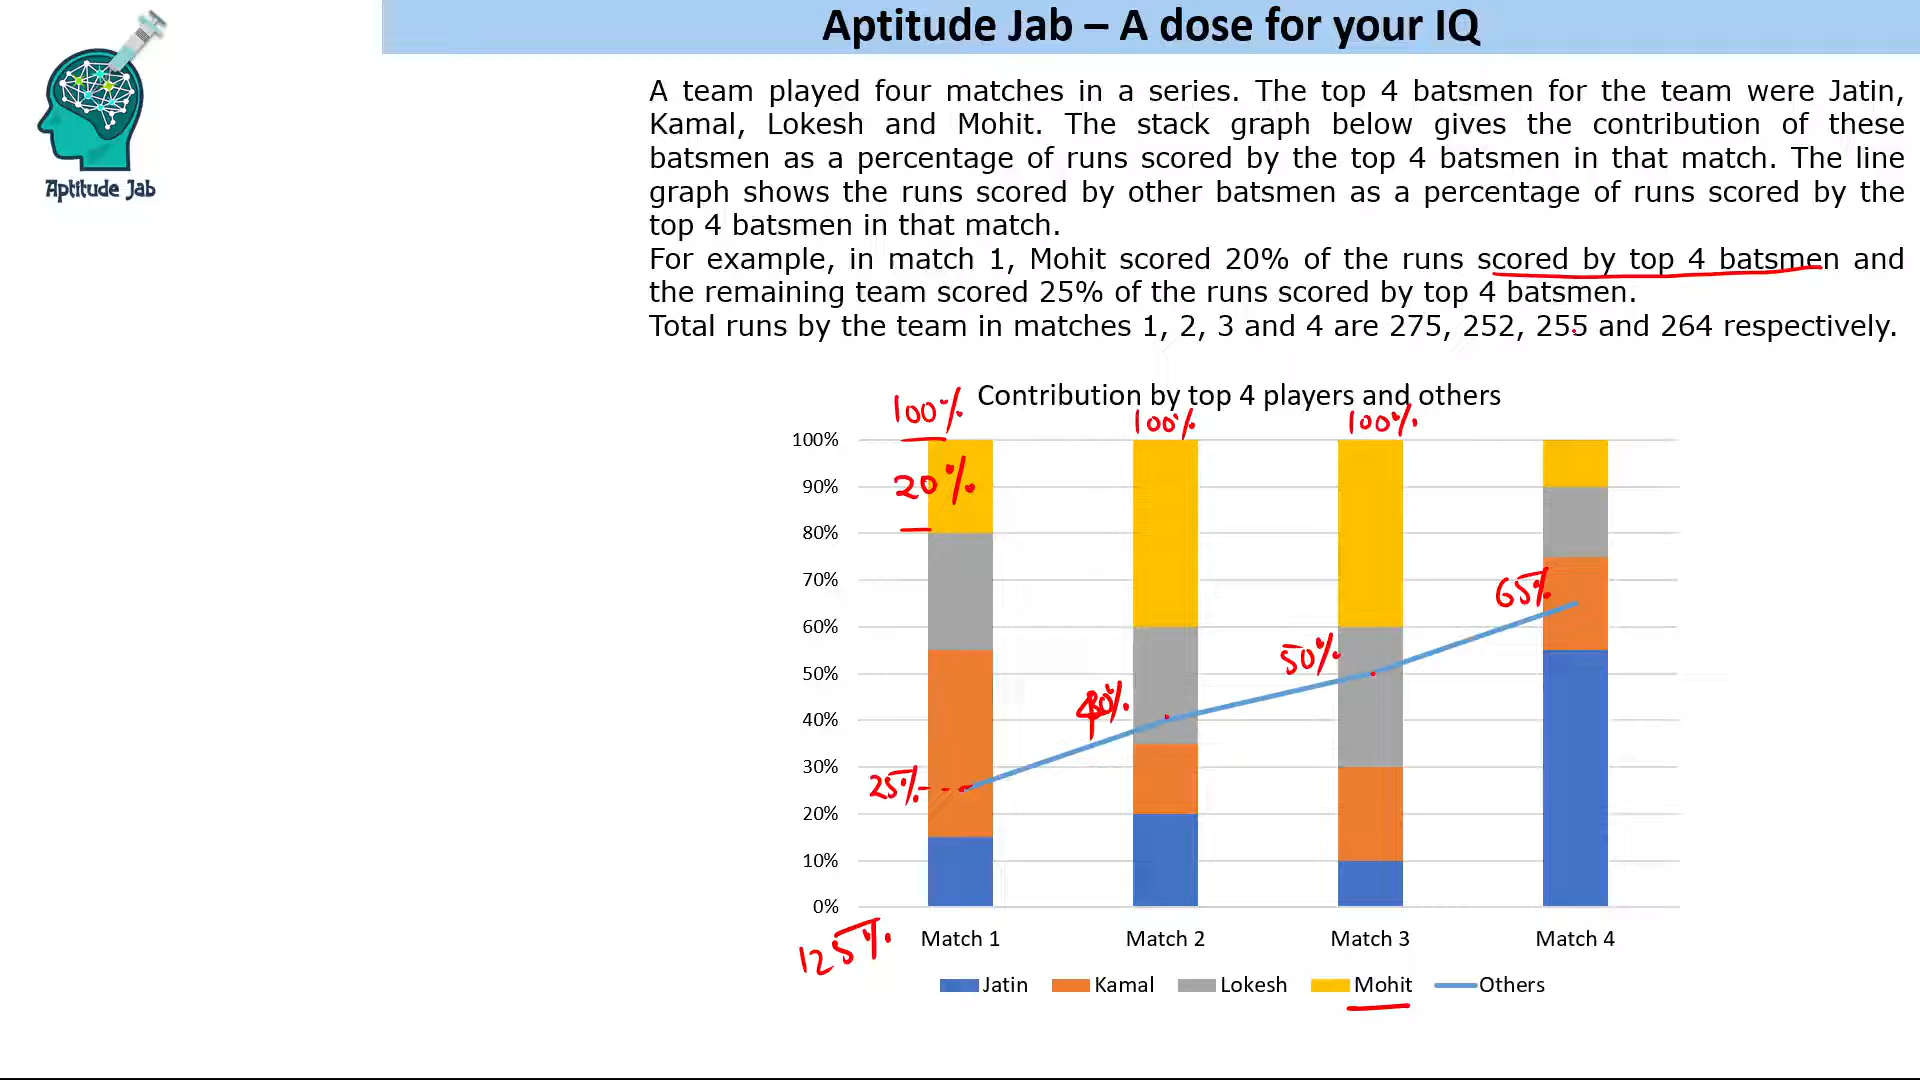 Aptitude Jab – A dose for your IQ
Aptitude Jab
A team played four matches in a series. The top 4 batsmen for the team were Jatin,
Kamal, Lokesh and Mohit. The stack graph below gives the contribution of these
batsmen as a percentage of runs scored by the top 4 batsmen in that match. The line
graph shows the runs scored by other batsmen as a percentage of runs scored by the
top 4 batsmen in that match.
For example, in match 1, Mohit scored 20% of the runs scored by top 4 batsmen and
the remaining team scored 25% of the runs scored by top 4 batsmen.
Total runs by the team in matches 1, 2, 3 and 4 are 275, 252, 255 and 264 respectively.
Contribution by top 4 players and others
100% 100% 100%
100%
90%
20%
80%
70%
65%
60%
50%
50%
40%
40%
30%
25%
20%
10%
0%
Match 1 Match 2 Match 3 Match 4
125%
Jatin Kamal Lokesh Mohit Others